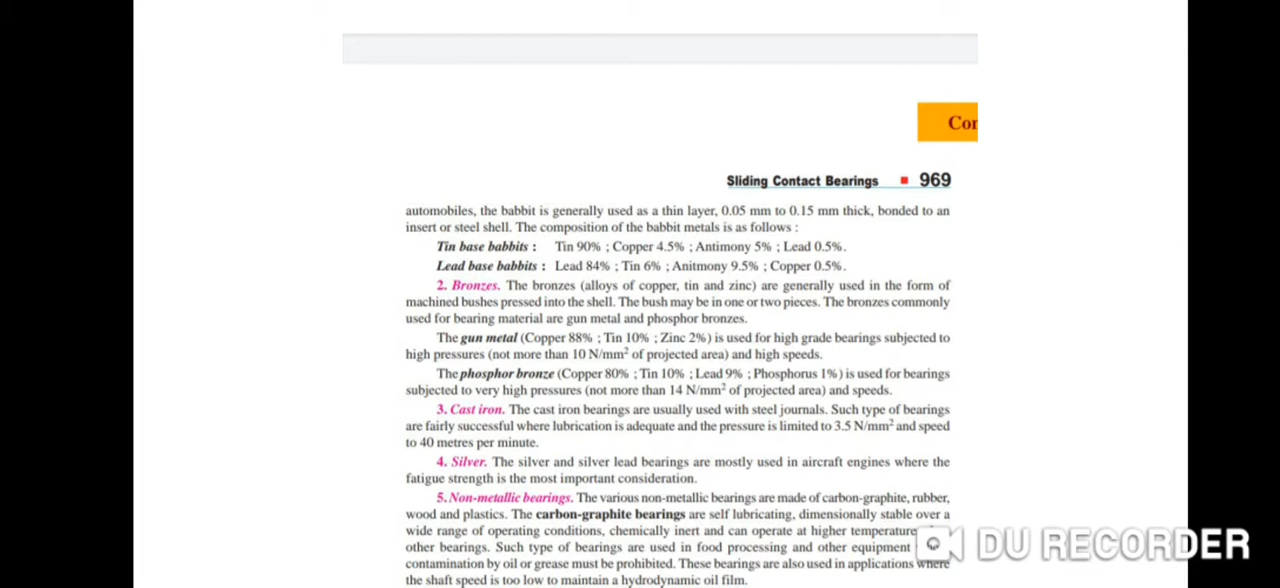 Cor
Sliding Contact Bearings ■ 969
automobiles, the babbit is generally used as a thin layer, 0.05 mm to 0.15 mm thick, bonded to an
insert or steel shell. The composition of the babbit metals is as follows :
Tin base babbits : Tin 90% ; Copper 4.5% ; Antimony 5% ; Lead 0.5%.
Lead base babbits : Lead 84% ; Tin 6% ; Anitmony 9.5% ; Copper 0.5%.
2. Bronzes. The bronzes (alloys of copper, tin and zinc) are generally used in the form of
machined bushes pressed into the shell. The bush may be in one or two pieces. The bronzes commonly
used for bearing material are gun metal and phosphor bronzes.
The gun metal (Copper 88% ; Tin 10% ; Zinc 2%) is used for high grade bearings subjected to
high pressures (not more than 10 N/mm² of projected area) and high speeds.
The phosphor bronze (Copper 80% ; Tin 10% ; Lead 9% ; Phosphorus 1%) is used for bearings
subjected to very high pressures (not more than 14 N/mm² of projected area) and speeds.
3. Cast iron. The cast iron bearings are usually used with steel journals. Such type of bearings
are fairly successful where lubrication is adequate and the pressure is limited to 3.5 N/mm² and speed
to 40 metres per minute.
4. Silver. The silver and silver lead bearings are mostly used in aircraft engines where the
fatigue strength is the most important consideration.
5. Non-metallic bearings. The various non-metallic bearings are made of carbon-graphite, rubber,
wood and plastics. The carbon-graphite bearings are self lubricating, dimensionally stable over a
wide range of operating conditions, chemically inert and can operate at higher temperature
other bearings. Such type of bearings are used in food processing and other equipment
contamination by oil or grease must be prohibited. These bearings are also used in applications where
the shaft speed is too low to maintain a hydrodynamic oil film.
DU RECORDER